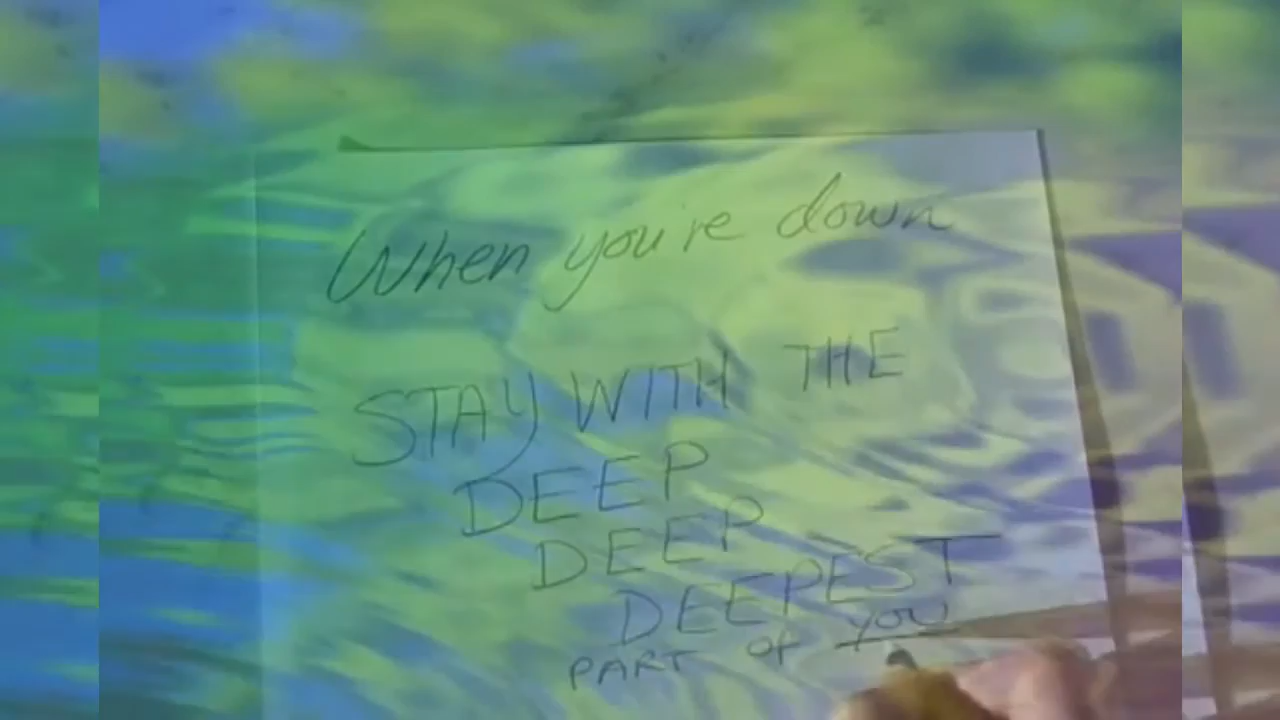 When you're down
STAY WITH THE
DEEP
DEEP
DEEPEST
PART OF YOU